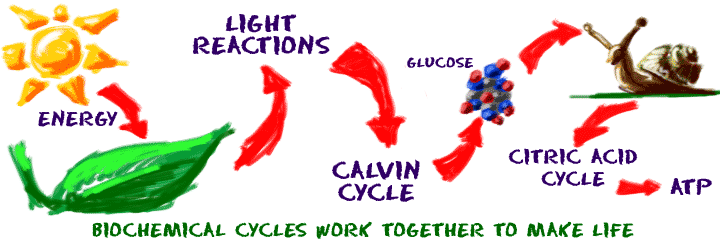 LIGHT
REACTIONS
ENERGY
CALVIN
CYCLE
GLUCOSE
CITRIC ACID
CYCLE
ATP
BIOCHEMICAL CYCLES WORK TOGETHER TO MAKE LIFE